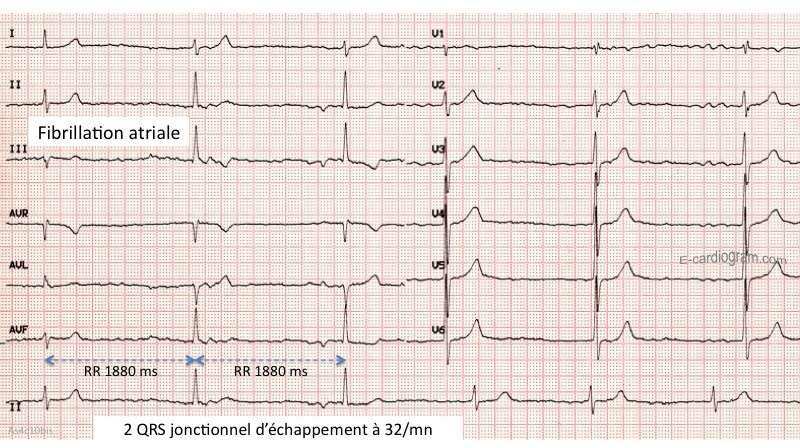 I
V1
II
V2
Fibrillation atriale
III
V3
AVR
V4
AVL
V5
E-cardiogram.com
AVF
V6
RR 1880 ms
RR 1880 ms
II
As4c10bis
2 QRS jonctionnel d'échappement à 32/mn